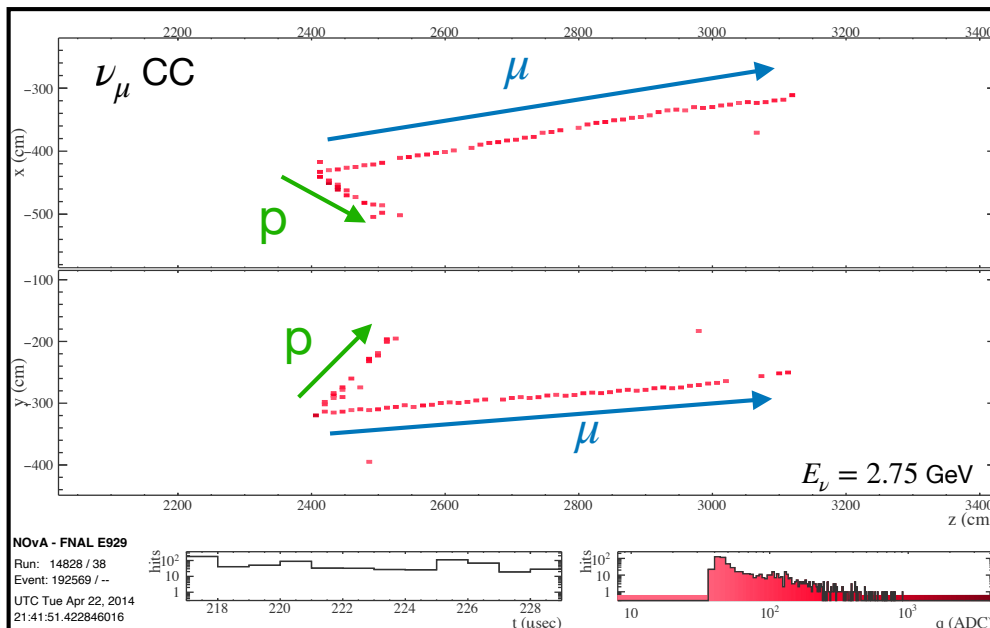 2200 2400 2600 2800 3000 3200 3400
ν_μ CC
μ
−300
x (cm)
−400
−500
p
−100
p
−200
y (cm)
−300
−400
μ
E_ν = 2.75 GeV
2200 2400 2600 2800 3000 3200 3400
z (cm)
NOvA - FNAL E929
Run: 14828 / 38
Event: 192569 / --
UTC Tue Apr 22, 2014
21:41:51.422846016
hits
10²
10
1
218 220 222 224 226 228
t (μsec)
hits
10²
10
1
10 10² 10³
q (ADC)